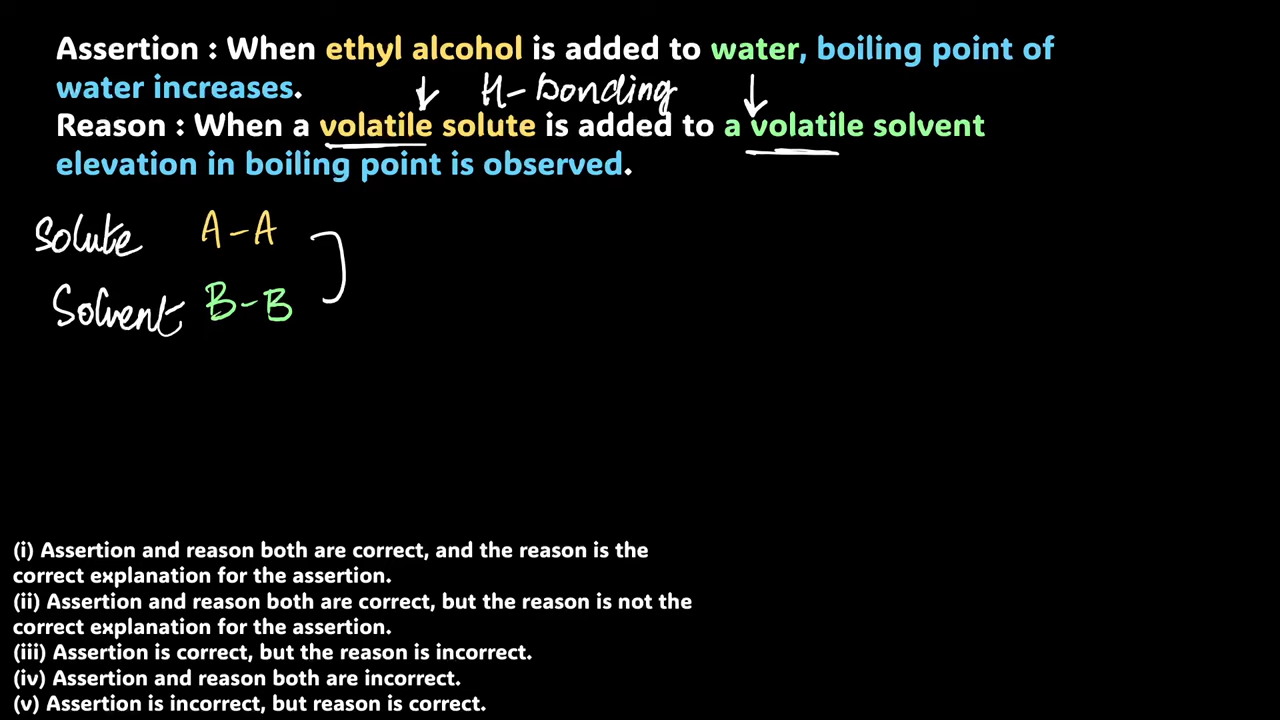 Assertion : When ethyl alcohol is added to water, boiling point of
water increases.
H-bonding
Reason : When a volatile solute is added to a volatile solvent
elevation in boiling point is observed.
Solute A-A
Solvent B-B
(i) Assertion and reason both are correct, and the reason is the
correct explanation for the assertion.
(ii) Assertion and reason both are correct, but the reason is not the
correct explanation for the assertion.
(iii) Assertion is correct, but the reason is incorrect.
(iv) Assertion and reason both are incorrect.
(v) Assertion is incorrect, but reason is correct.